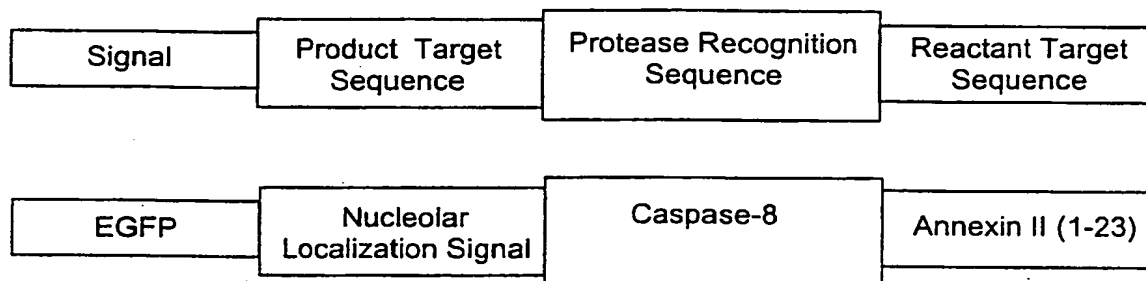 Signal
Product Target
Sequence
Protease Recognition
Sequence
Reactant Target
Sequence
EGFP
Nucleolar
Localization Signal
Caspase-8
Annexin II (1-23)